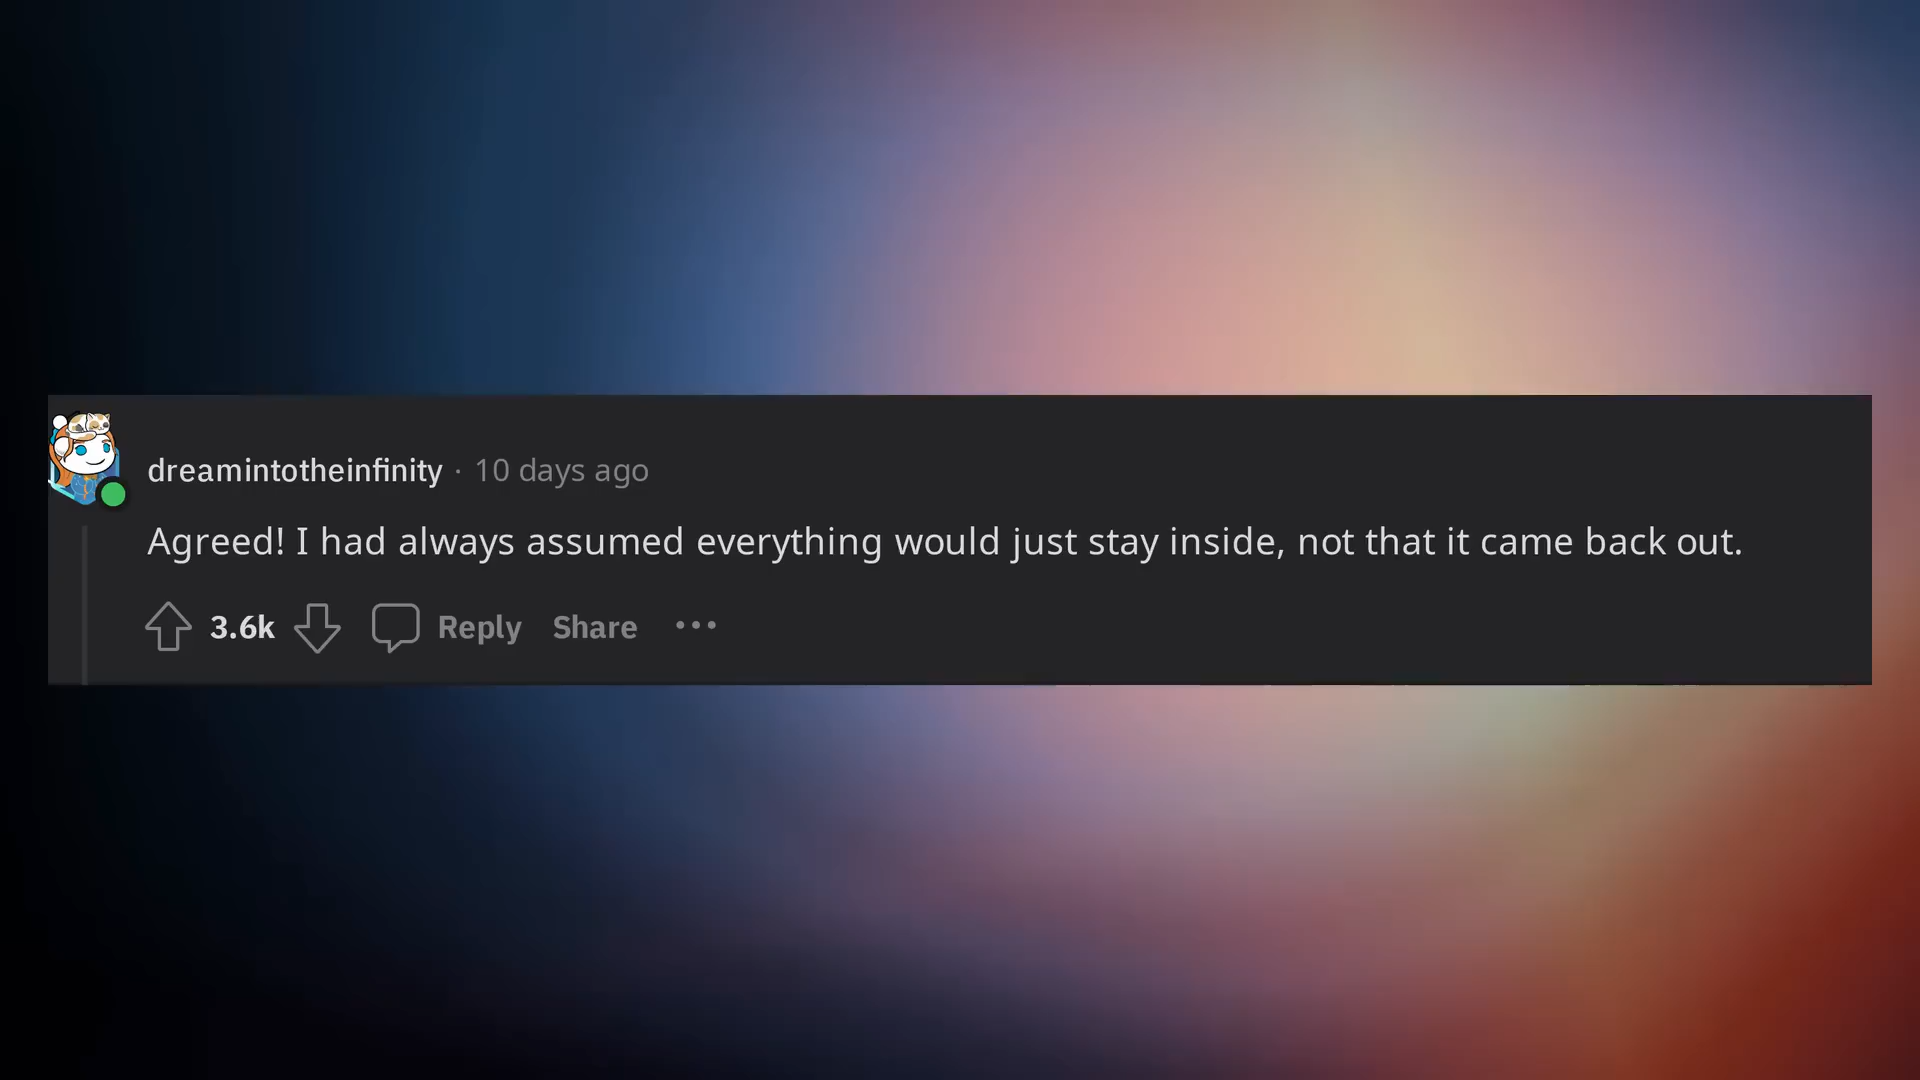 dreamintotheinfinity · 10 days ago
Agreed! I had always assumed everything would just stay inside, not that it came back out.
3.6k Reply Share ...